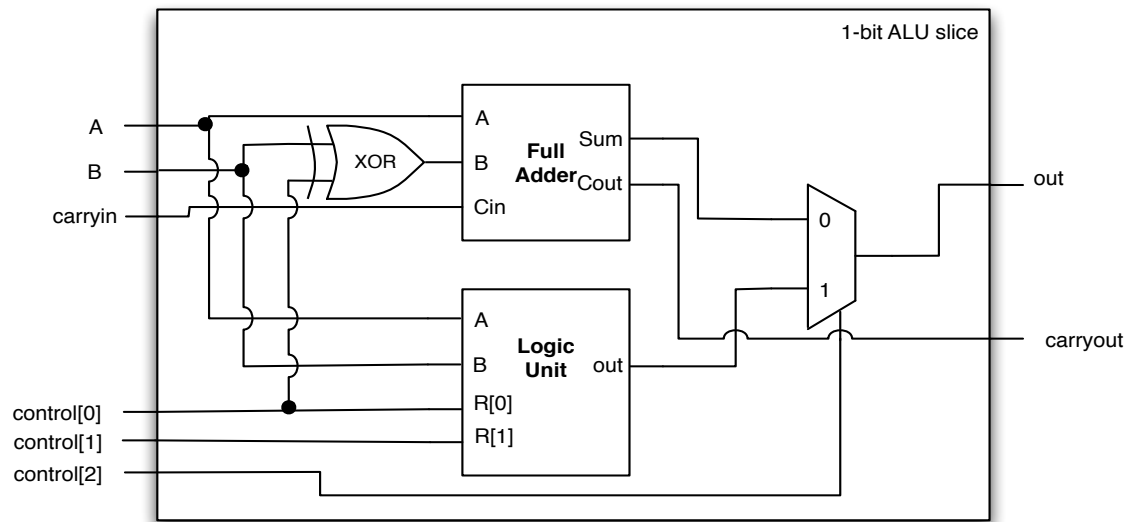 1-bit ALU slice
A
B
carryin
control[0]
control[1]
control[2]
XOR
A
B
Cin
Full
Adder
Sum
Cout
A
B
R[0]
R[1]
Logic
Unit
out
0
1
out
carryout